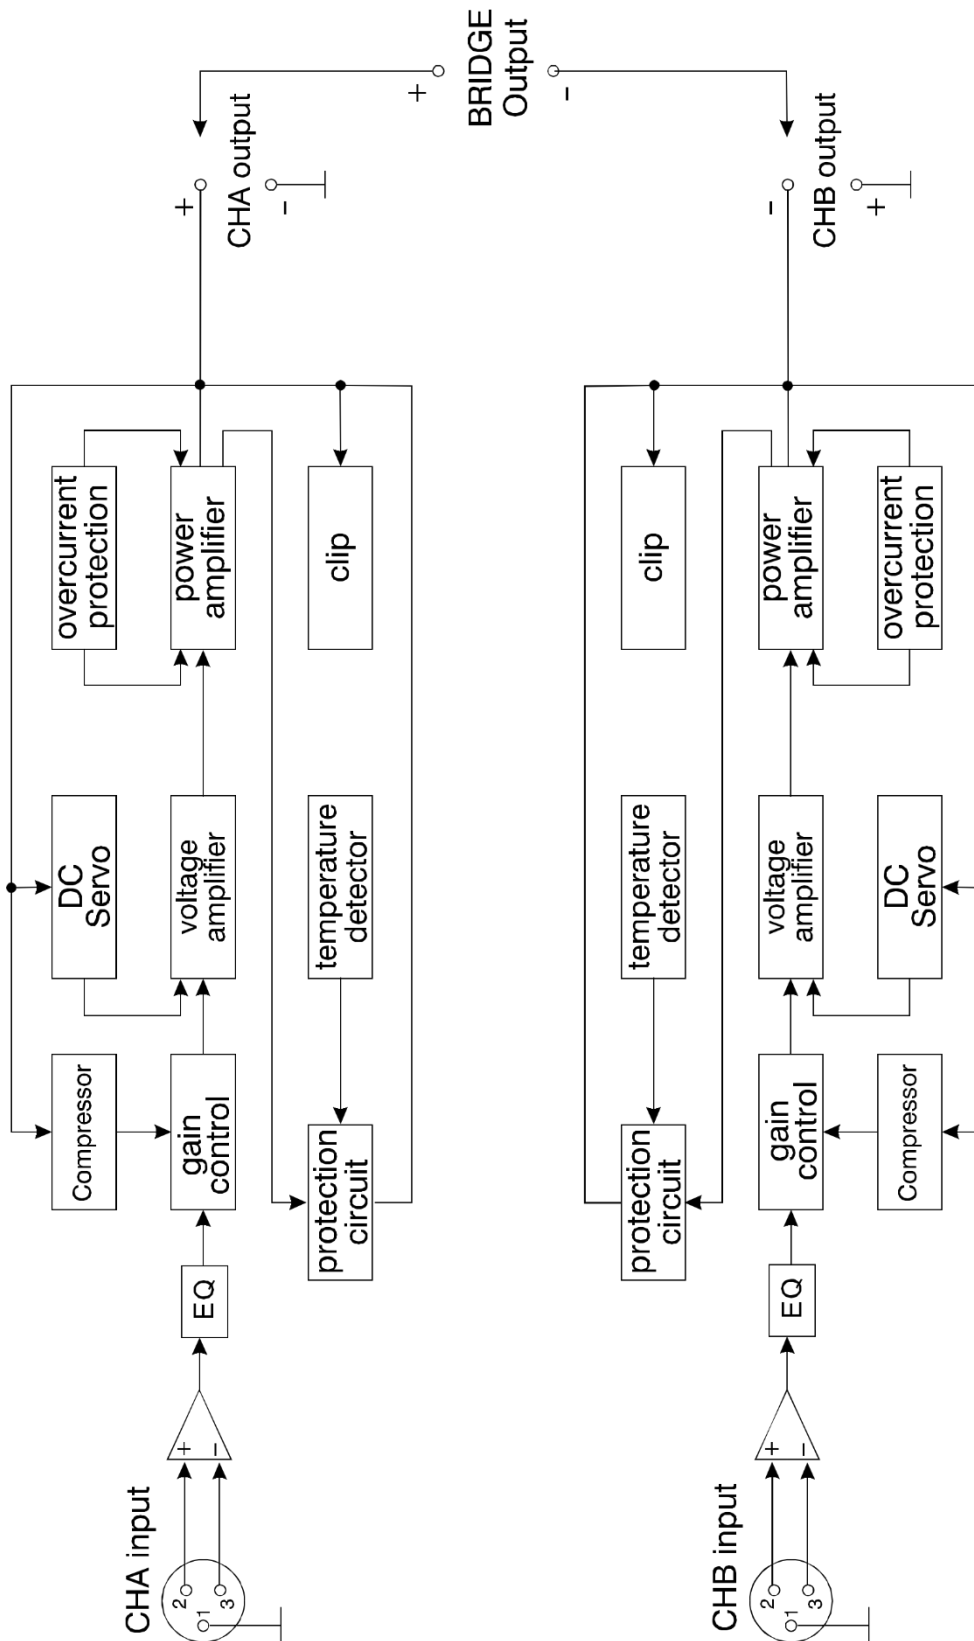 CHA input
2
1
3
+
−
EQ
Compressor
gain
control
DC
Servo
voltage
amplifier
overcurrent
protection
power
amplifier
protection
circuit
temperature
detector
clip
+
CHA output
-
+
BRIDGE
Output
-
CHB input
2
1
3
+
−
EQ
protection
circuit
temperature
detector
clip
gain
control
Compressor
voltage
amplifier
DC
Servo
power
amplifier
overcurrent
protection
-
CHB output
+